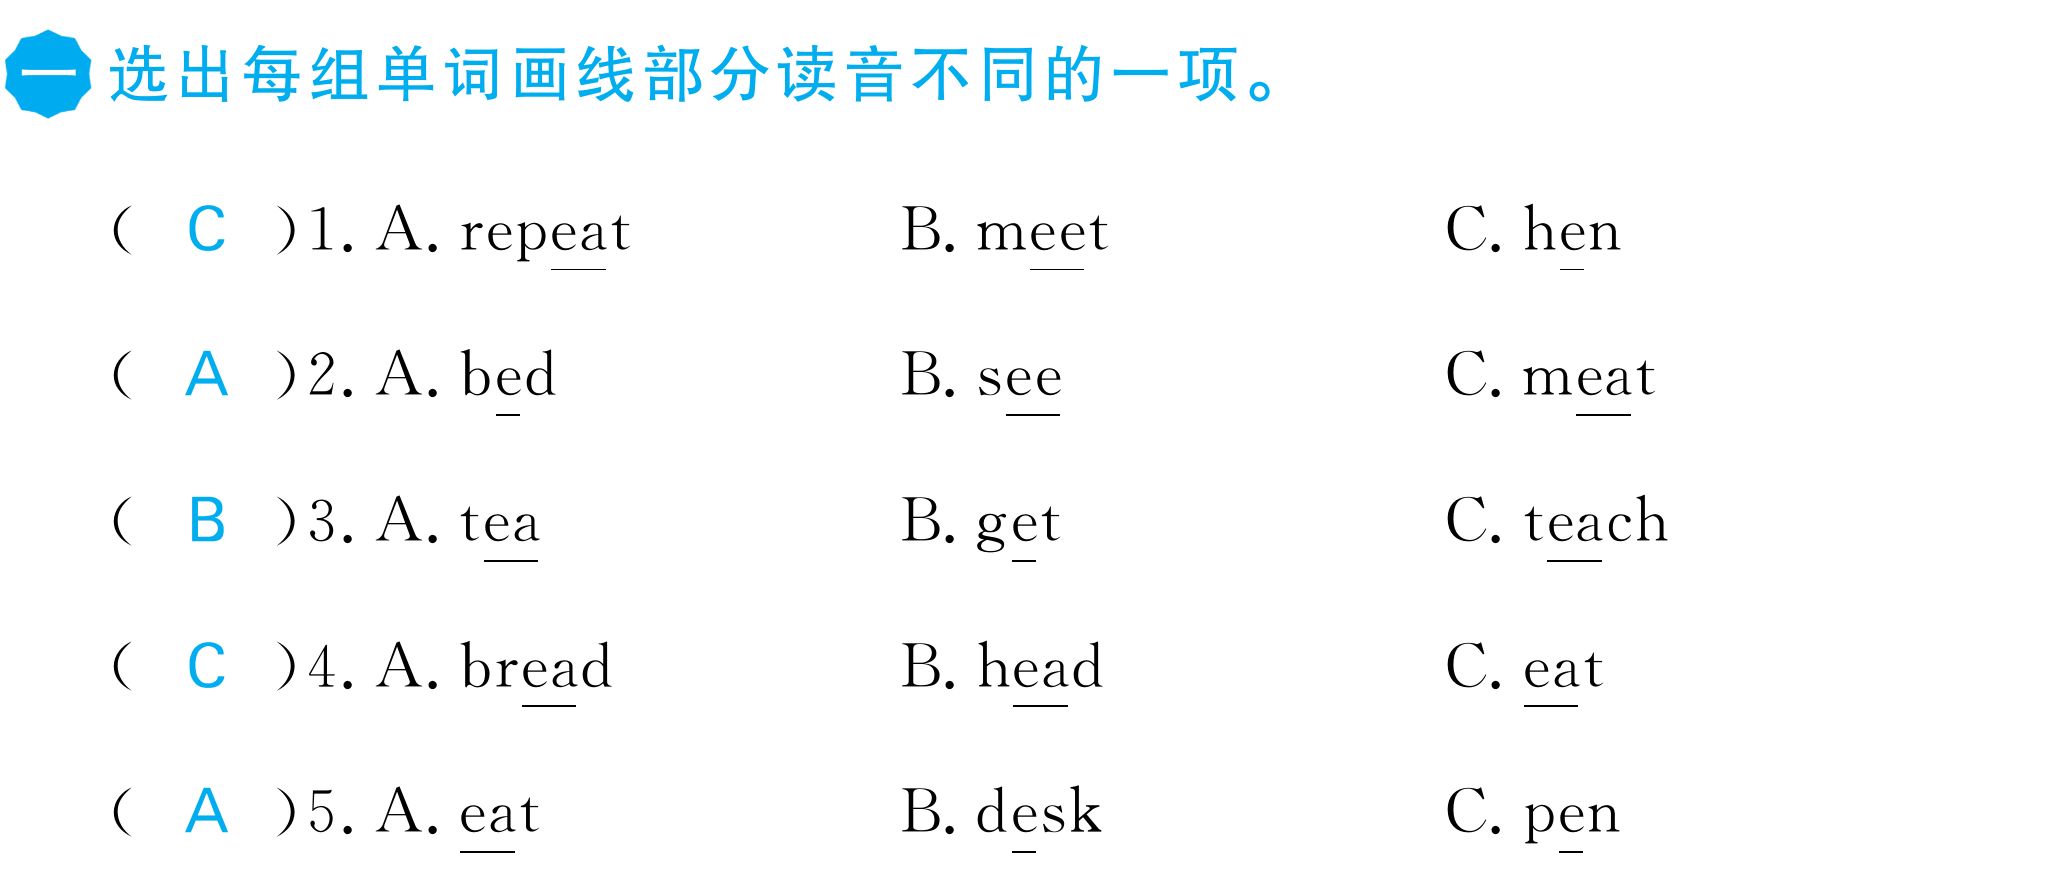 一 选出每组单词画线部分读音不同的一项。
( C )1. A. repeat B. meet C. hen
( A )2. A. bed B. see C. meat
( B )3. A. tea B. get C. teach
( C )4. A. bread B. head C. eat
( A )5. A. eat B. desk C. pen